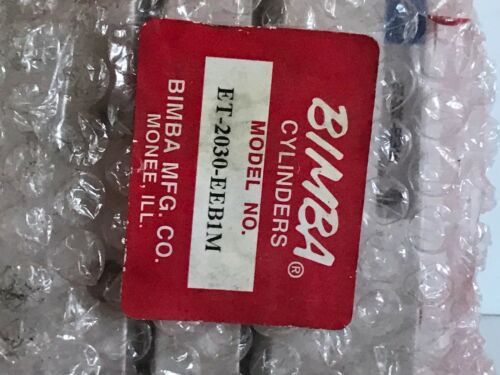 BIMBA®
CYLINDERS
MODEL NO.
ET-2030-EEB1M
BIMBA MFG. CO.
MONEE, ILL.